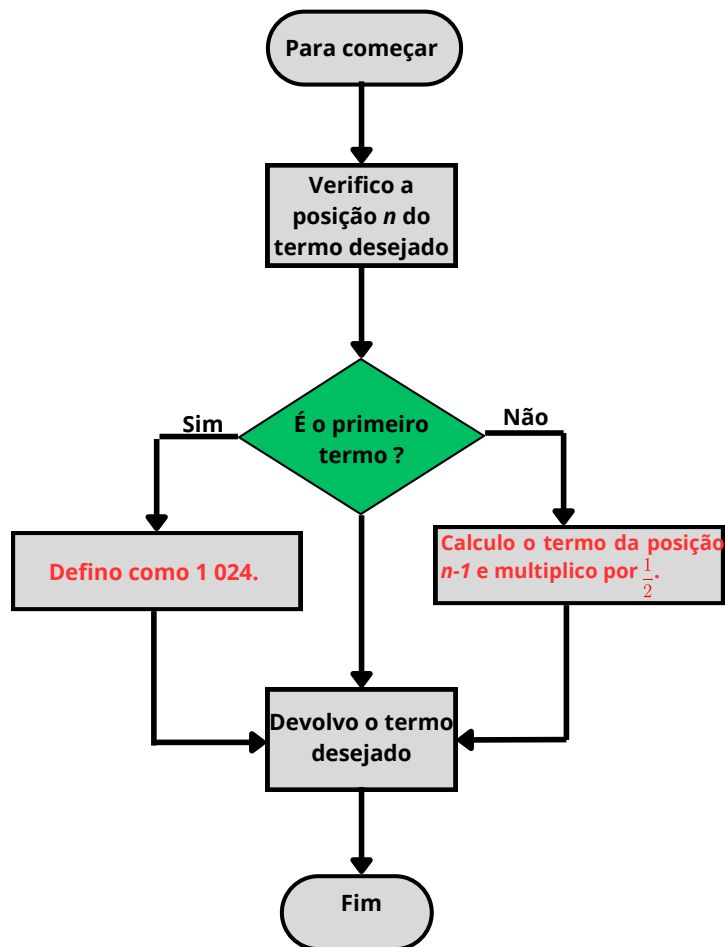 Para começar
Verifico a
posição n do
termo desejado
É o primeiro
termo ?
Sim
Não
Defino como 1 024.
Calculo o termo da posição
n-1 e multiplico por 1/2.
Devolvo o termo
desejado
Fim